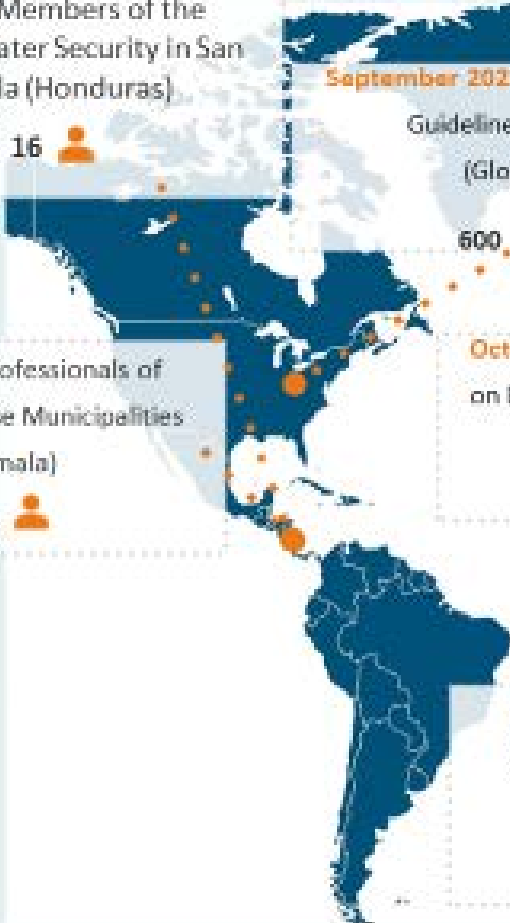 Members of the
ater Security in San
la (Honduras)
16
September 202
Guideline
(Glo
600
ofessionals of
e Municipalities
mala)
Oct
on